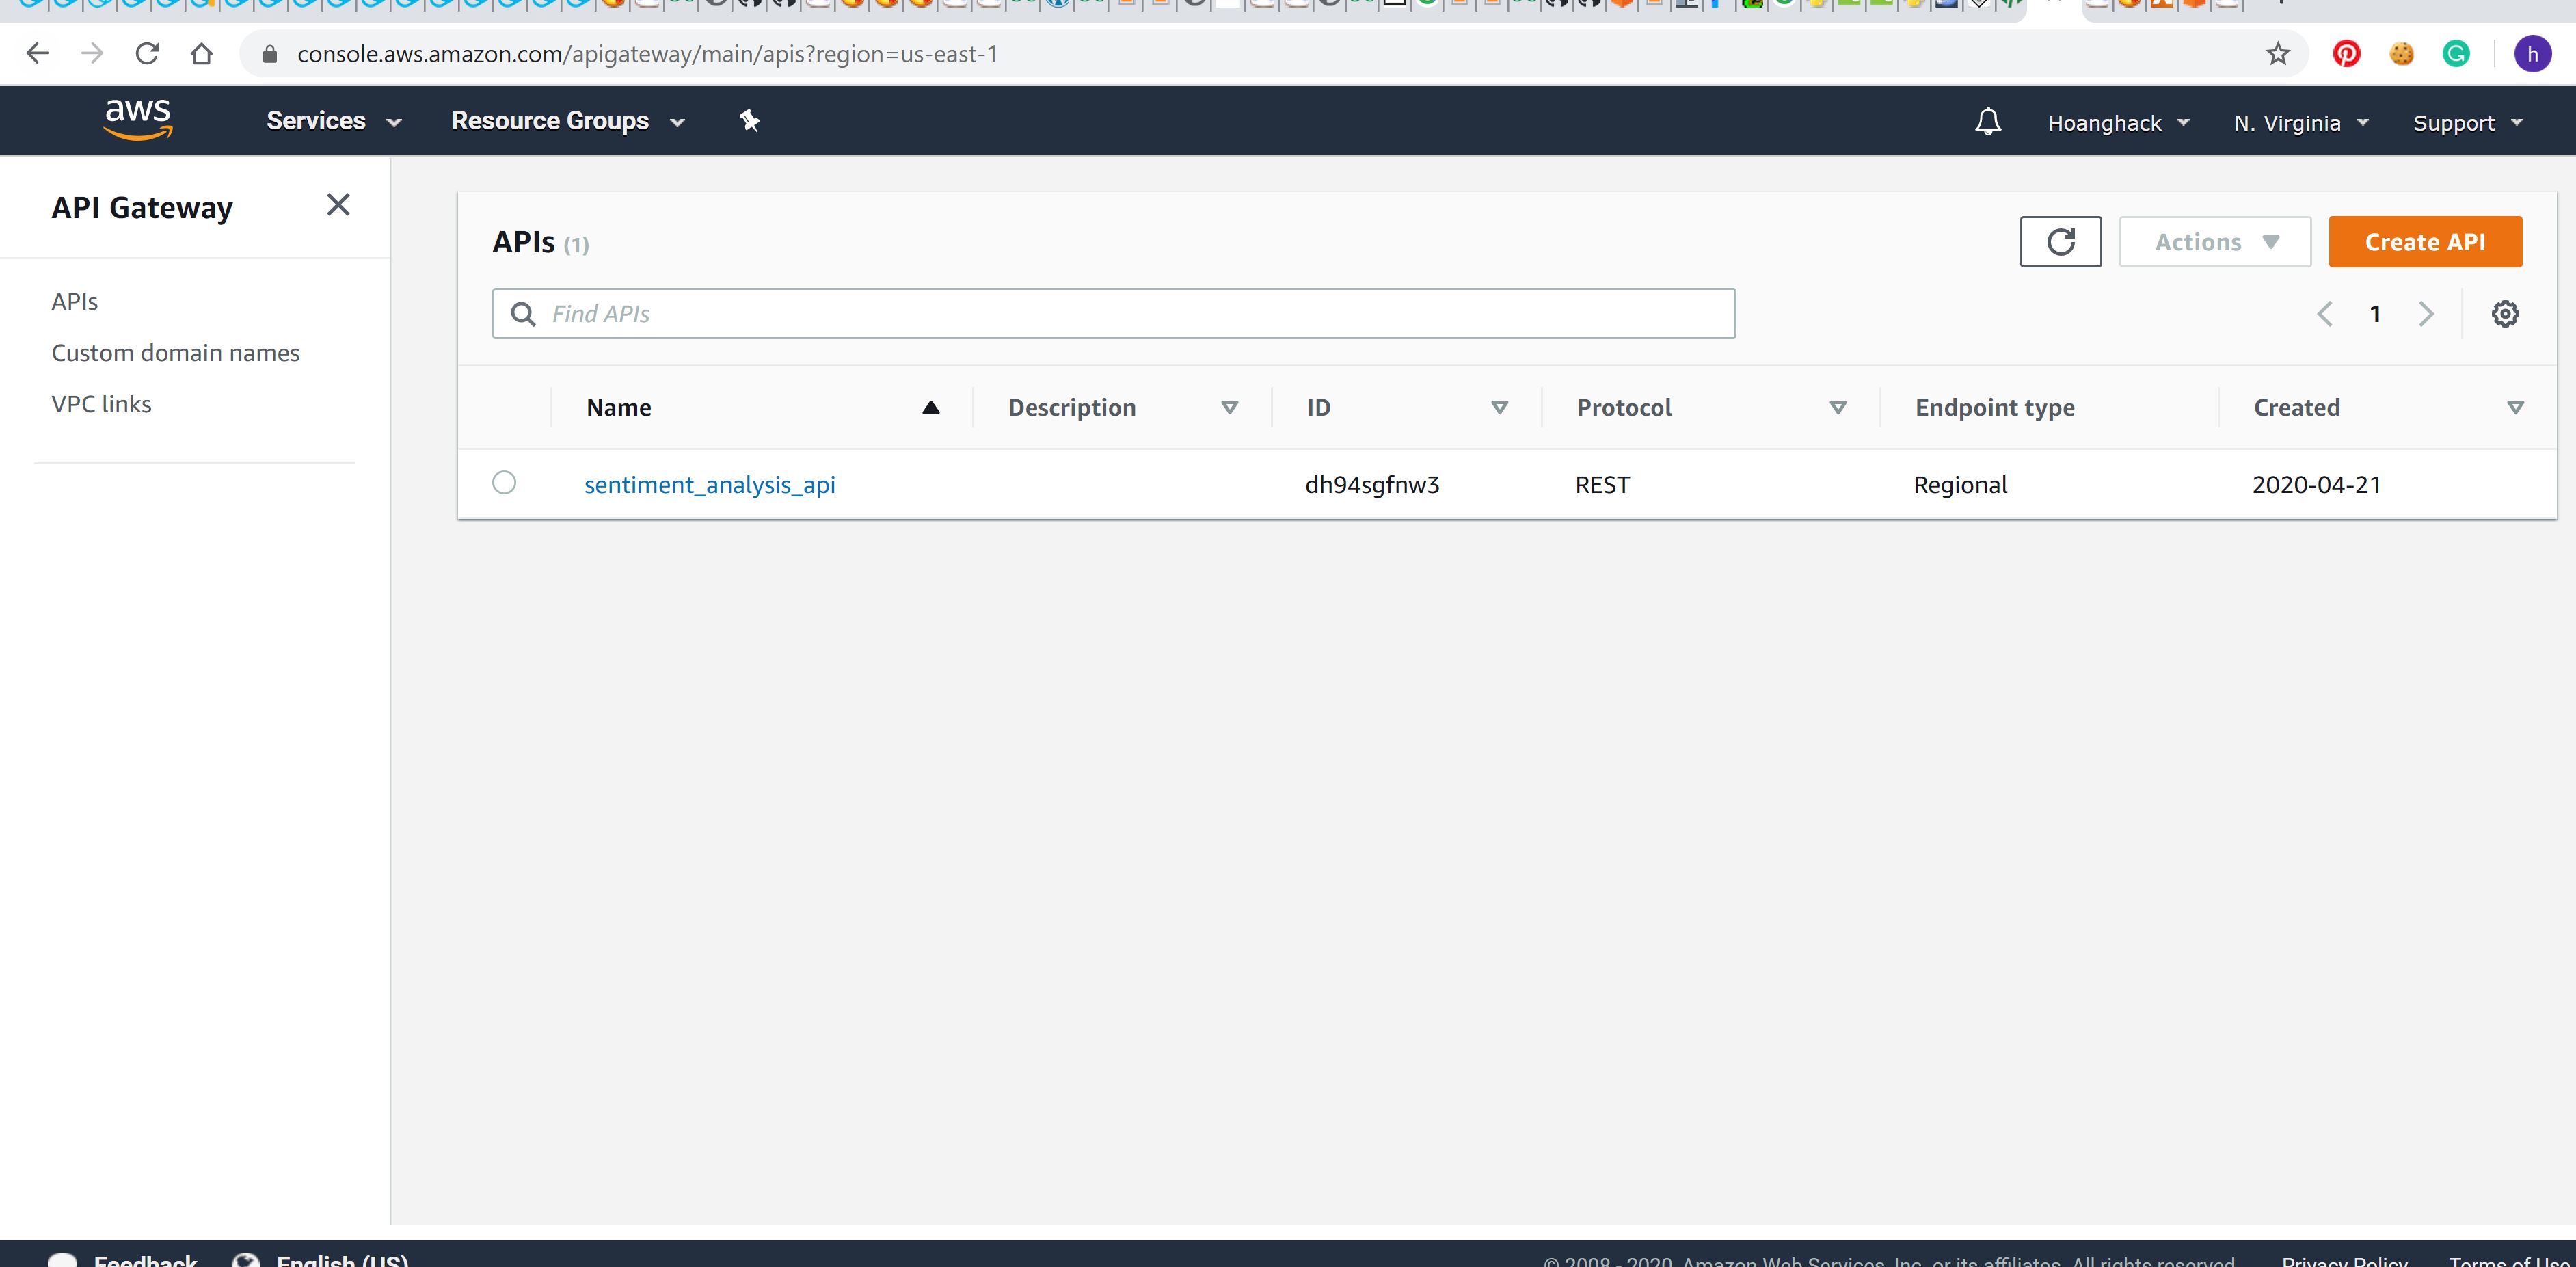 console.aws.amazon.com/apigateway/main/apis?region=us-east-1
h
aws
Services
Resource Groups
Hoanghack
N. Virginia
Support
API Gateway
APIs
Custom domain names
VPC links
APIs (1)
Actions
Create API
Find APIs
1
Name
Description
ID
Protocol
Endpoint type
Created
sentiment_analysis_api
dh94sgfnw3
REST
Regional
2020-04-21
Feedback
English (US)
© 2008 - 2020, Amazon Web Services, Inc. or its affiliates. All rights reserved.
Privacy Policy
Terms of Use